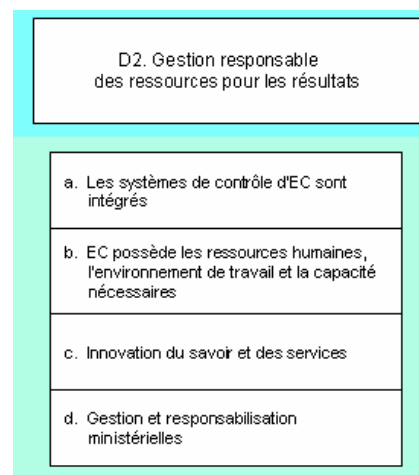 D2. Gestion responsable
des ressources pour les résultats
a. Les systèmes de contrôle d'EC sont
intégrés
b. EC possède les ressources humaines,
l'environnement de travail et la capacité
nécessaires
c. Innovation du savoir et des services
d. Gestion et responsabilisation
ministérielles